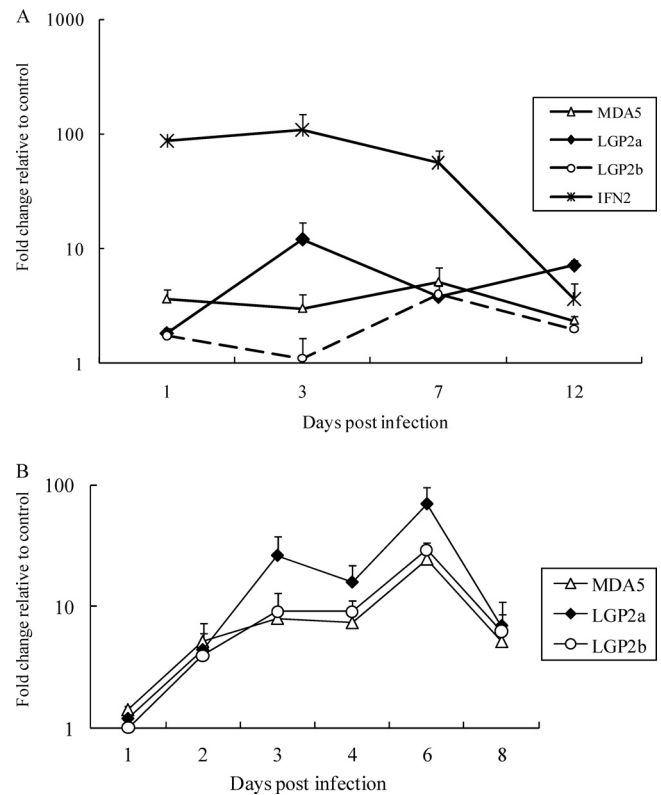 A
1000
100
10
1
Fold change relative to control
1
3
7
12
Days post infection
MDA5
LGP2a
LGP2b
IFN2
B
100
10
1
Fold change relative to control
1
2
3
4
6
8
Days post infection
MDA5
LGP2a
LGP2b